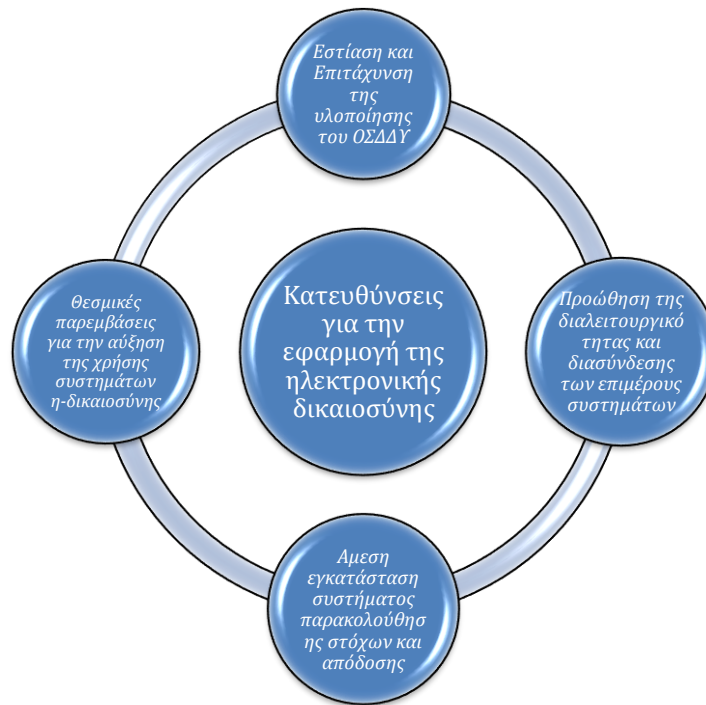 Εστίαση και
Επιτάχυνση
της
υλοποίησης
του ΟΣΔΔΥ
Θεσμικές
παρεμβάσεις
για την αύξηση
της χρήσης
συστημάτων
η-δικαιοσύνης
Κατευθύνσεις
για την
εφαρμογή της
ηλεκτρονικής
δικαιοσύνης
Προώθηση της
διαλειτουργικό
τητας και
διασύνδεσης
των επιμέρους
συστημάτων
Αμεση
εγκατάσταση
συστήματος
παρακολούθησ
ης στόχων και
απόδοσης